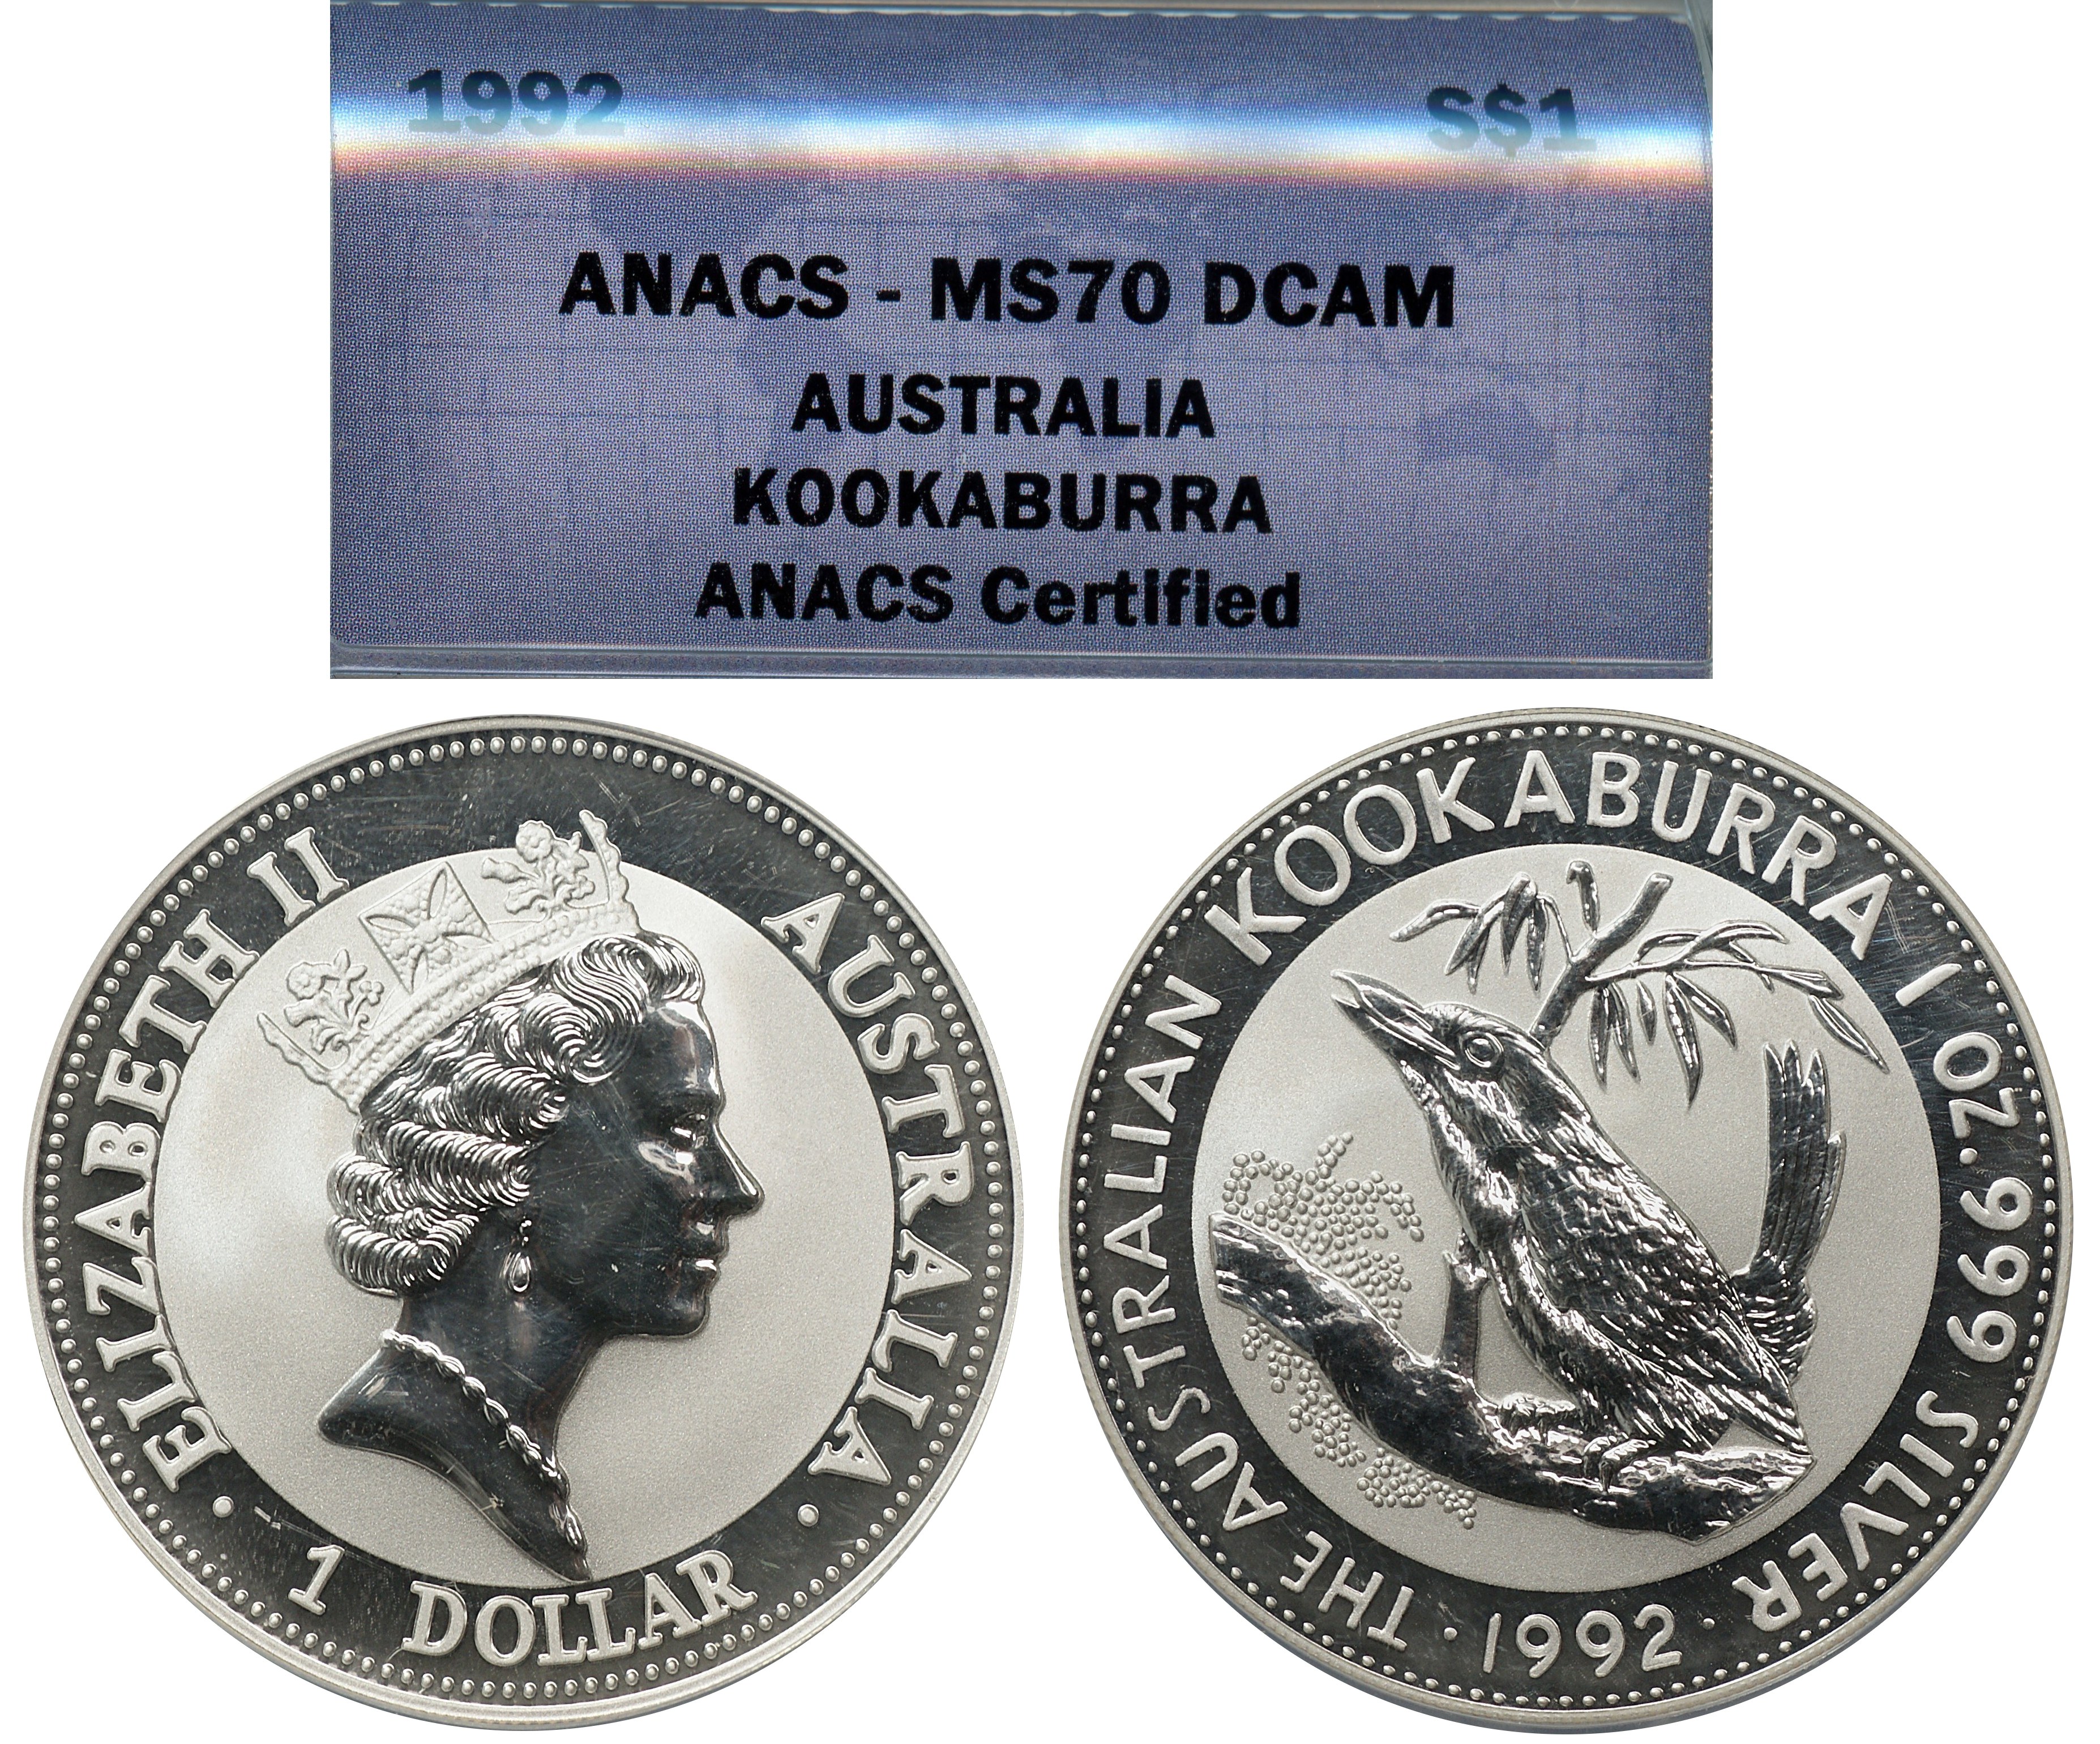 1992 S$1
ANACS - MS70 DCAM
AUSTRALIA
KOOKABURRA
ANACS Certified
ELIZABETH II AUSTRALIA
· 1 DOLLAR ·
THE AUSTRALIAN KOOKABURRA 1 OZ. 999 SILVER
· 1992 ·